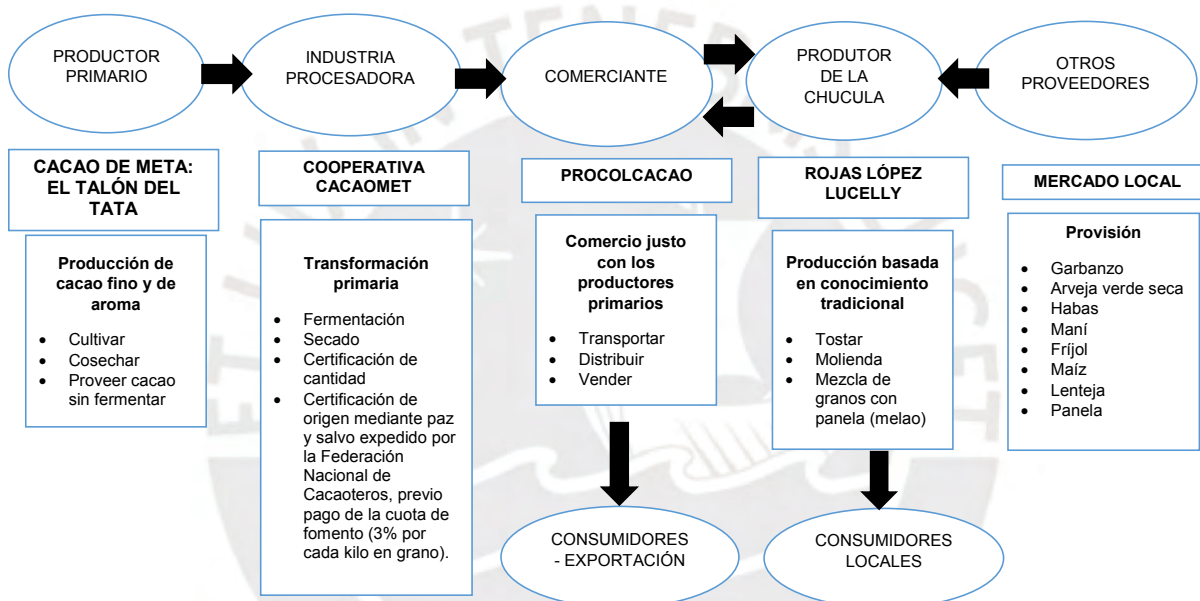 PRODUCTOR
PRIMARIO
INDUSTRIA
PROCESADORA
COMERCIANTE
PRODUTOR
DE LA
CHUCULA
OTROS
PROVEEDORES
CACAO DE META:
EL TALÓN DEL
TATA
COOPERATIVA
CACAOMET
PROCOLCACAO
ROJAS LÓPEZ
LUCELLY
MERCADO LOCAL
Producción de
cacao fino y de
aroma
• Cultivar
• Cosechar
• Proveer cacao
sin fermentar
Transformación
primaria
• Fermentación
• Secado
• Certificación de
cantidad
• Certificación de
origen mediante paz
y salvo expedido por
la Federación
Nacional de
Cacaoteros, previo
pago de la cuota de
fomento (3% por
cada kilo en grano).
Comercio justo
con los
productores
primarios
• Transportar
• Distribuir
• Vender
Producción basada
en conocimiento
tradicional
• Tostar
• Molienda
• Mezcla de
granos con
panela (melao)
Provisión
• Garbanzo
• Arveja verde seca
• Habas
• Maní
• Fríjol
• Maíz
• Lenteja
• Panela
CONSUMIDORES
- EXPORTACIÓN
CONSUMIDORES
LOCALES